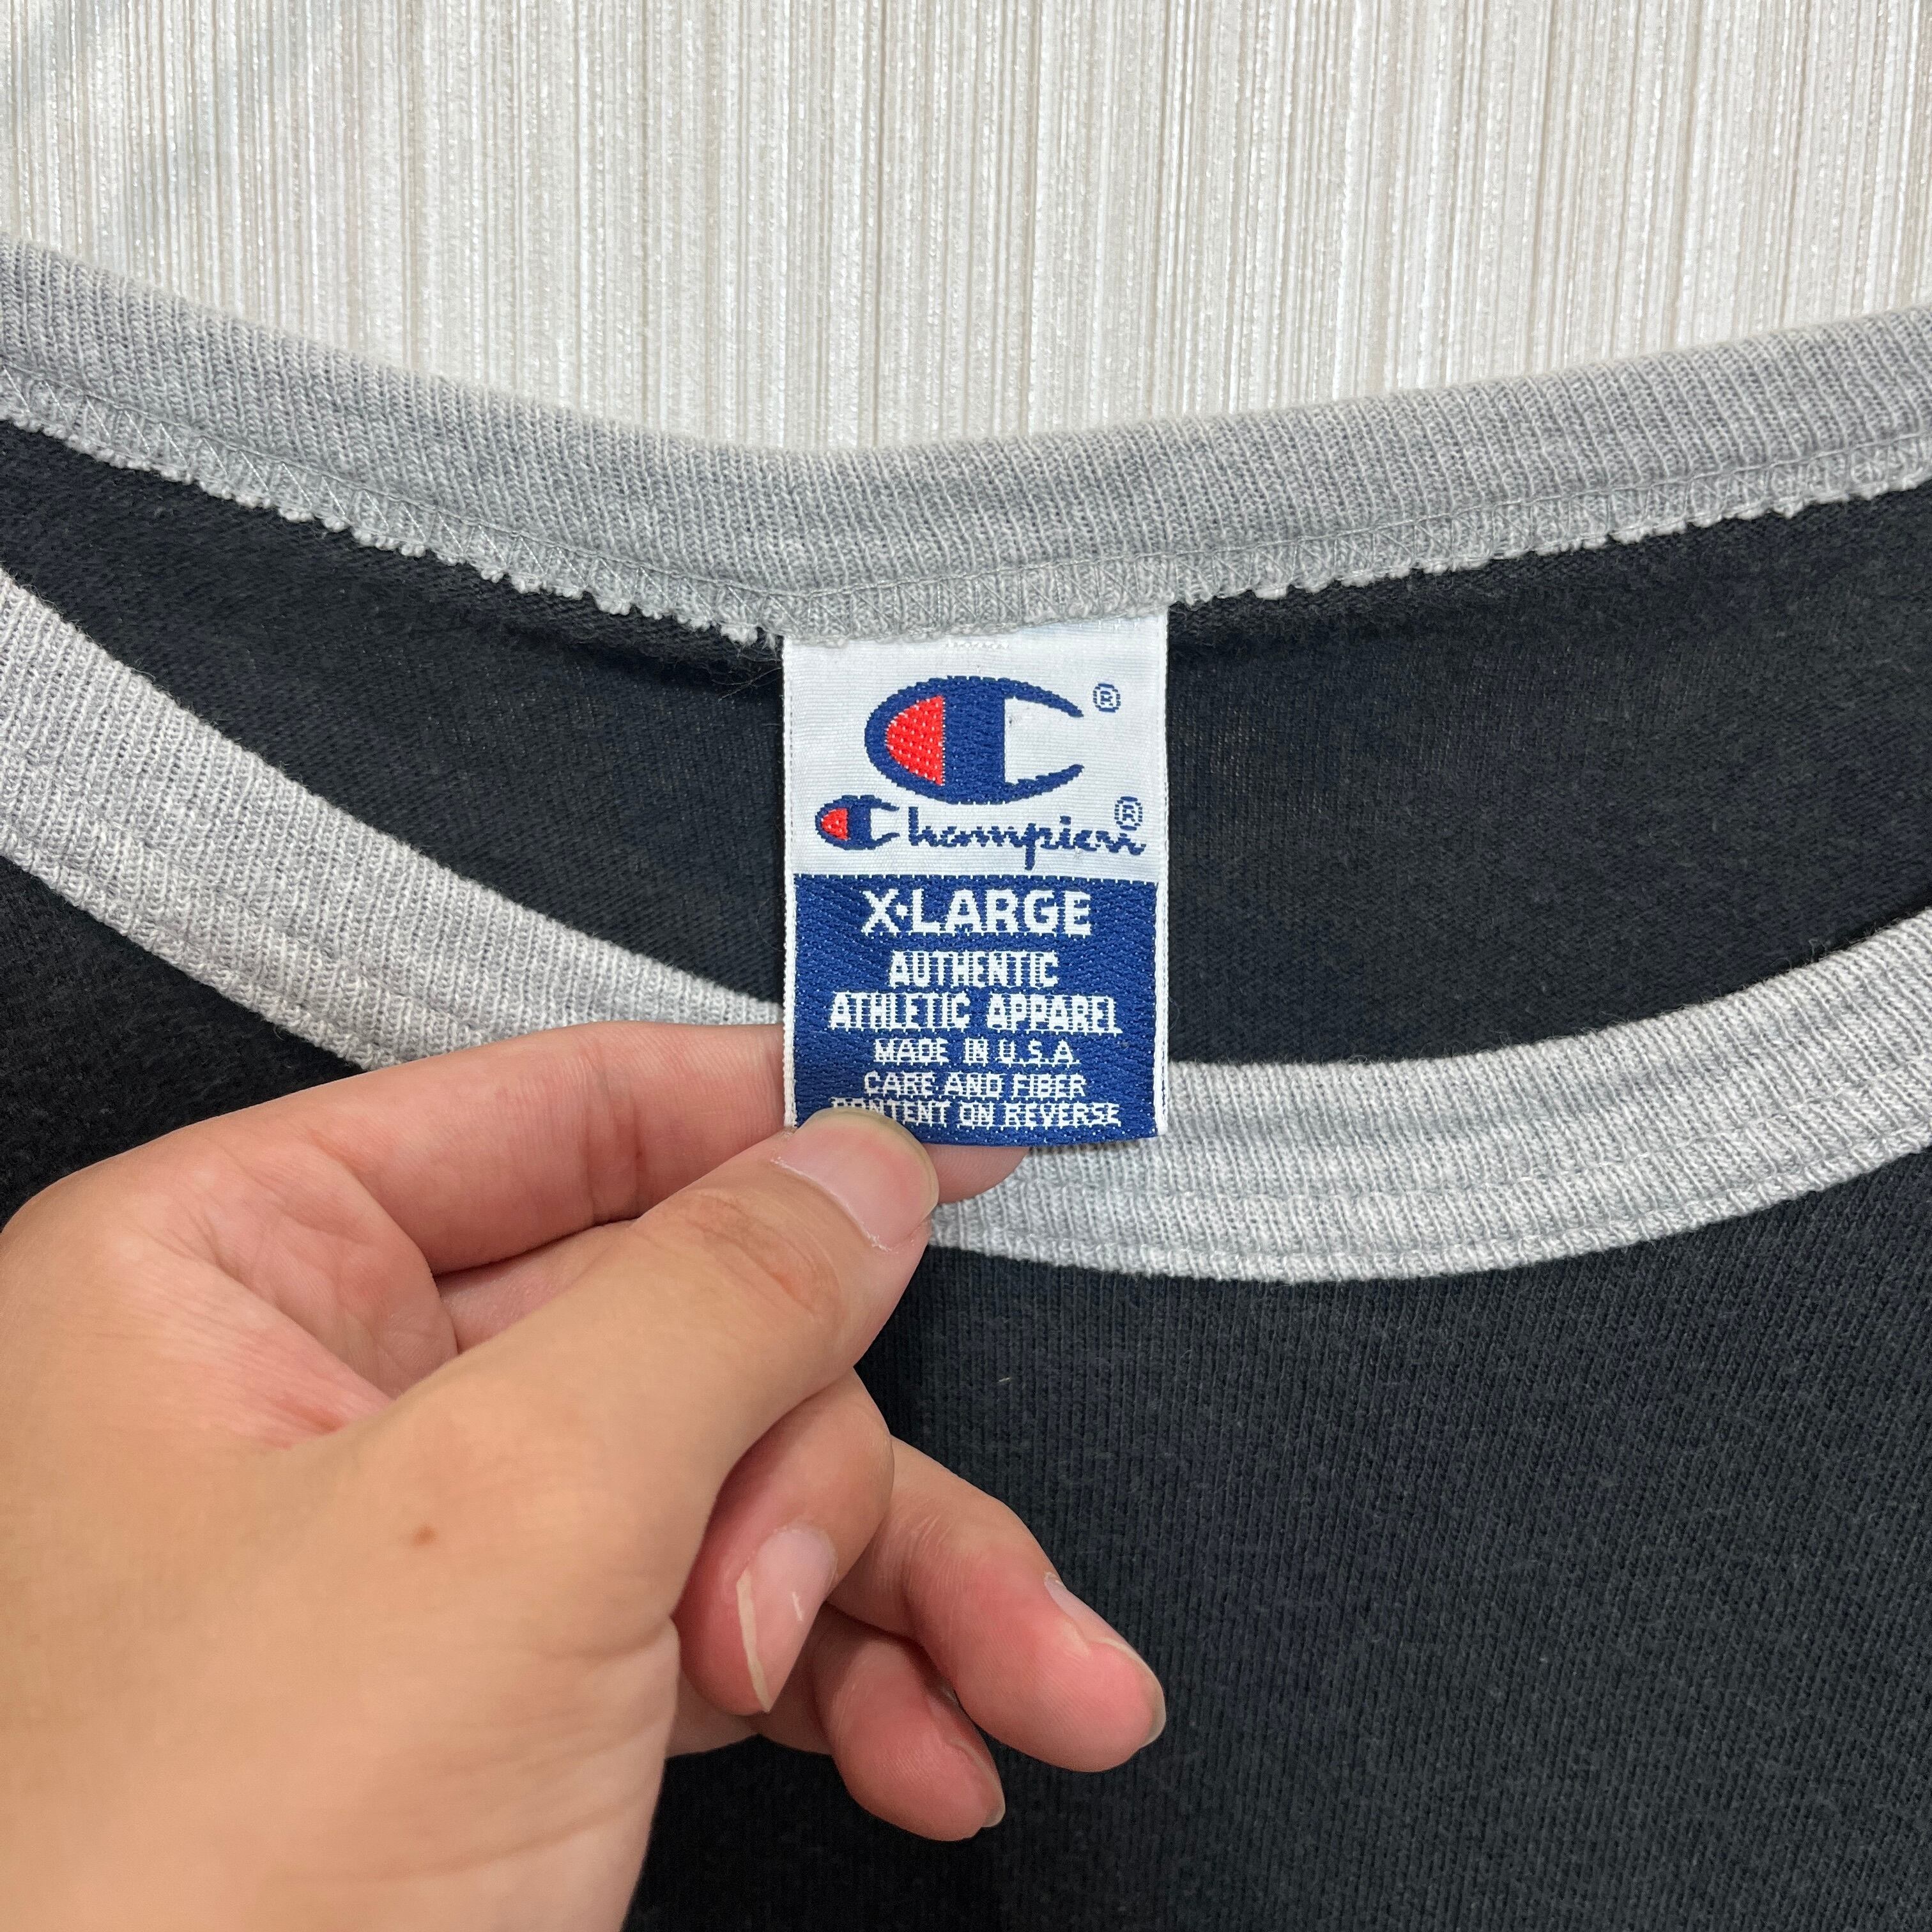 ®
Champion®
X·LARGE
AUTHENTIC
ATHLETIC APPAREL
MADE IN U.S.A.
CARE AND FIBER
CONTENT ON REVERSE